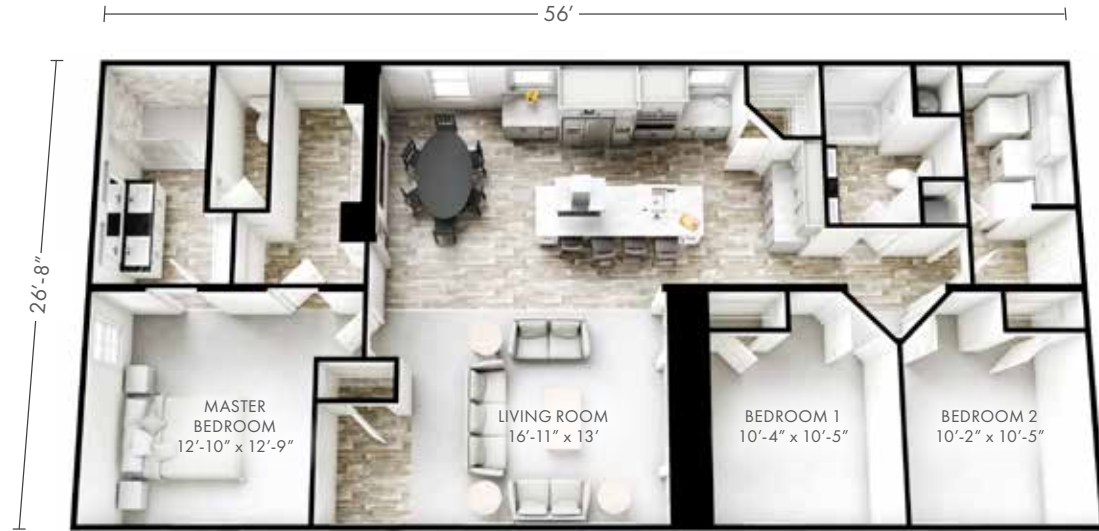 56’
26’-8”
MASTER
BEDROOM
12’-10” x 12’-9”
LIVING ROOM
16’-11” x 13’
BEDROOM 1
10’-4” x 10’-5”
BEDROOM 2
10’-2” x 10’-5”